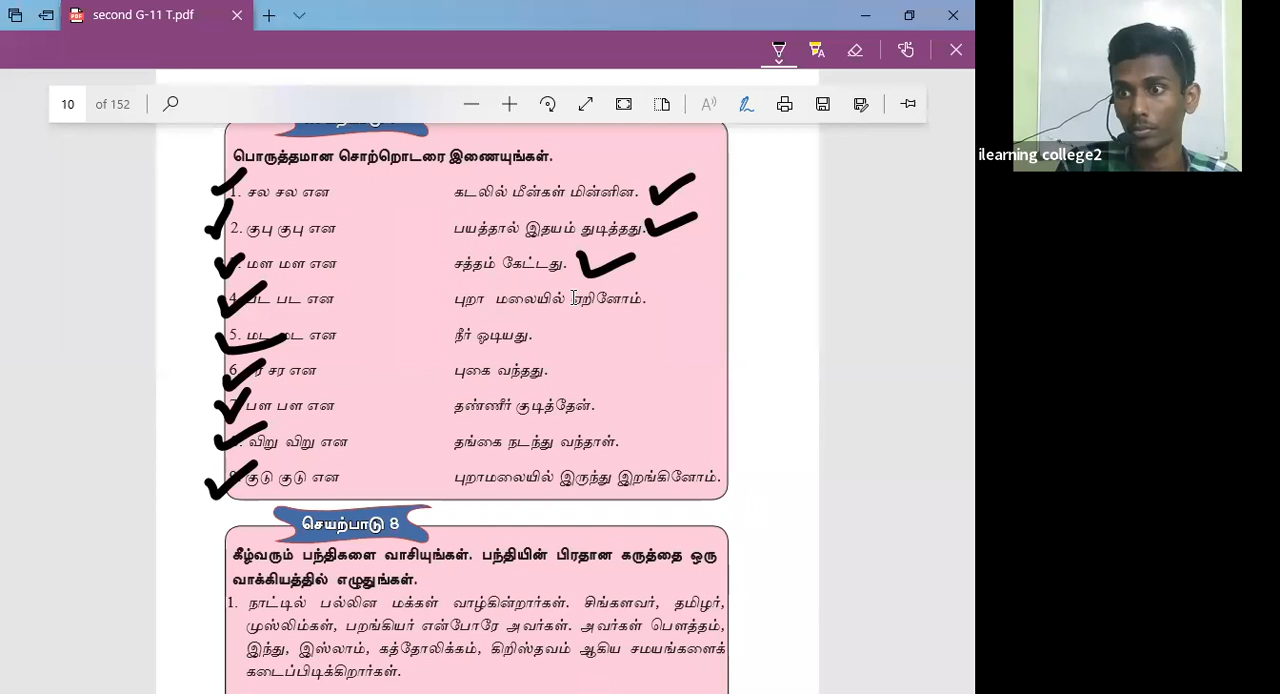 second G-11 T.pdf
10 of 152
ilearning college2
பொருத்தமான சொற்றொடரை இணையுங்கள்.
1. சல சல என கடலில் மீன்கள் மின்னின.
2. குபு குபு என பயத்தால் இதயம் துடித்தது.
மள மள என சத்தம் கேட்டது.
4. பட பட என புறா மலையில் ஏறினோம்.
5. மட மட என நீர் ஓடியது.
6. சர சர என புகை வந்தது.
பள பள என தண்ணீர் குடித்தேன்.
விறு விறு என தங்கை நடந்து வந்தாள்.
குடு குடு என புறாமலையில் இருந்து இறங்கினோம்.
செயற்பாடு 8
கீழ்வரும் பந்திகளை வாசியுங்கள். பந்தியின் பிரதான கருத்தை ஒரு
வாக்கியத்தில் எழுதுங்கள்.
1. நாட்டில் பல்லின மக்கள் வாழ்கின்றார்கள். சிங்களவர், தமிழர்,
முஸ்லிம்கள், பறங்கியர் என்போரே அவர்கள். அவர்கள் பௌத்தம்,
இந்து, இஸ்லாம், கத்தோலிக்கம், கிறிஸ்தவம் ஆகிய சமயங்களைக்
கடைப்பிடிக்கிறார்கள்.